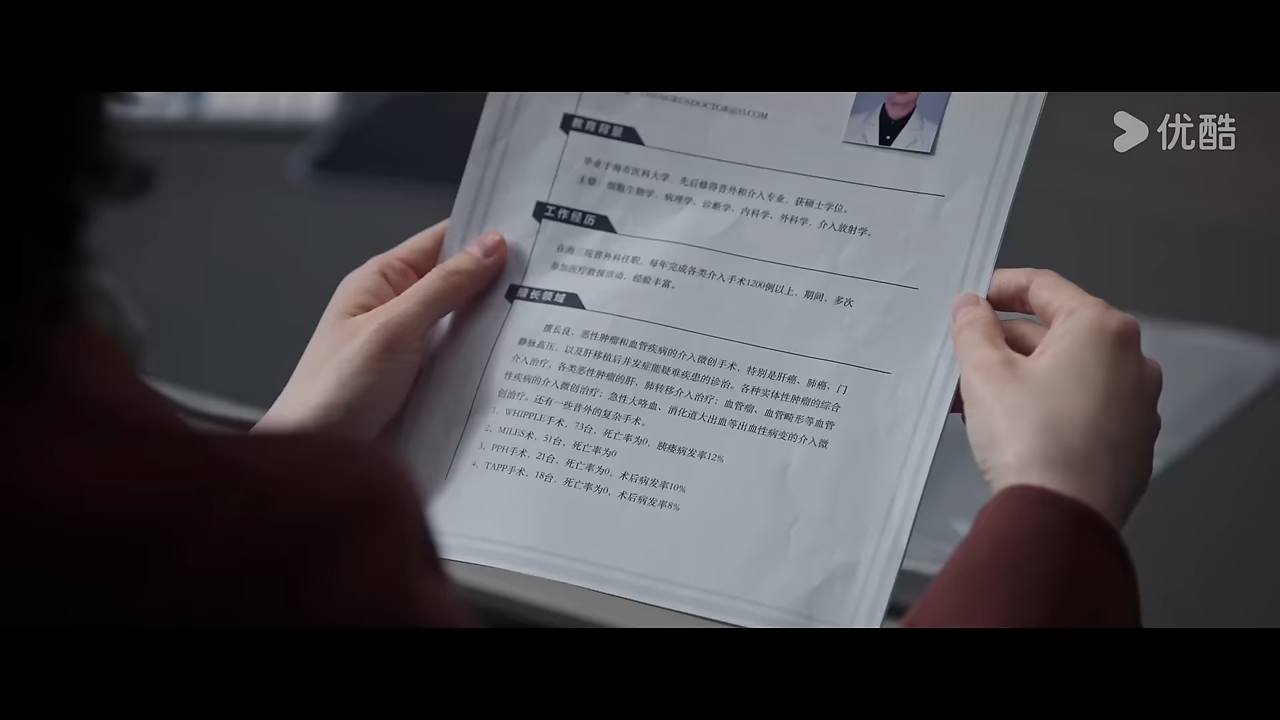 优酷
教育背景
毕业于海市医科大学，先后修得普外和介入专业，获硕士学位。
主修：细胞生物学、病理学、诊断学、内科学、外科学、介入放射学。
工作经历
在海三院普外科任职，每年完成各类介入手术1200例以上，期间，多次
参加医疗救援活动，经验丰富。
擅长领域
擅长良、恶性肿瘤和血管疾病的介入微创手术，特别是肝癌、肺癌、门
静脉高压，以及肝移植后并发症能疑难疾患的诊治。各种实体性肿瘤的综合
介入治疗，各类恶性肿瘤的肝、肺转移介入治疗；血管瘤、血管畸形等血管
性疾病的介入微创治疗；急性大咯血、消化道大出血等出血性病变的介入微
创治疗。还有一些普外的复杂手术。
1、WHIPPLE手术，73台，死亡率为0，胰瘘病发率12%
2、MILES术，51台，死亡率为0
3、PPH手术，21台，死亡率为0，术后病发率10%
4、TAPP手术，18台，死亡率为0，术后病发率8%